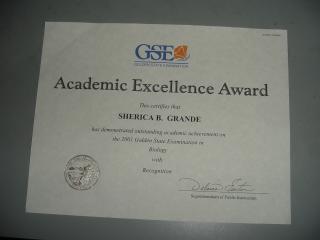 GSE
GOLDEN STATE EXAMINATION
Academic Excellence Award
This certifies that
SHERICA B. GRANDE
has demonstrated outstanding academic achievement on
the 2001 Golden State Examination in
Biology
with
Recognition
Superintendent of Public Instruction